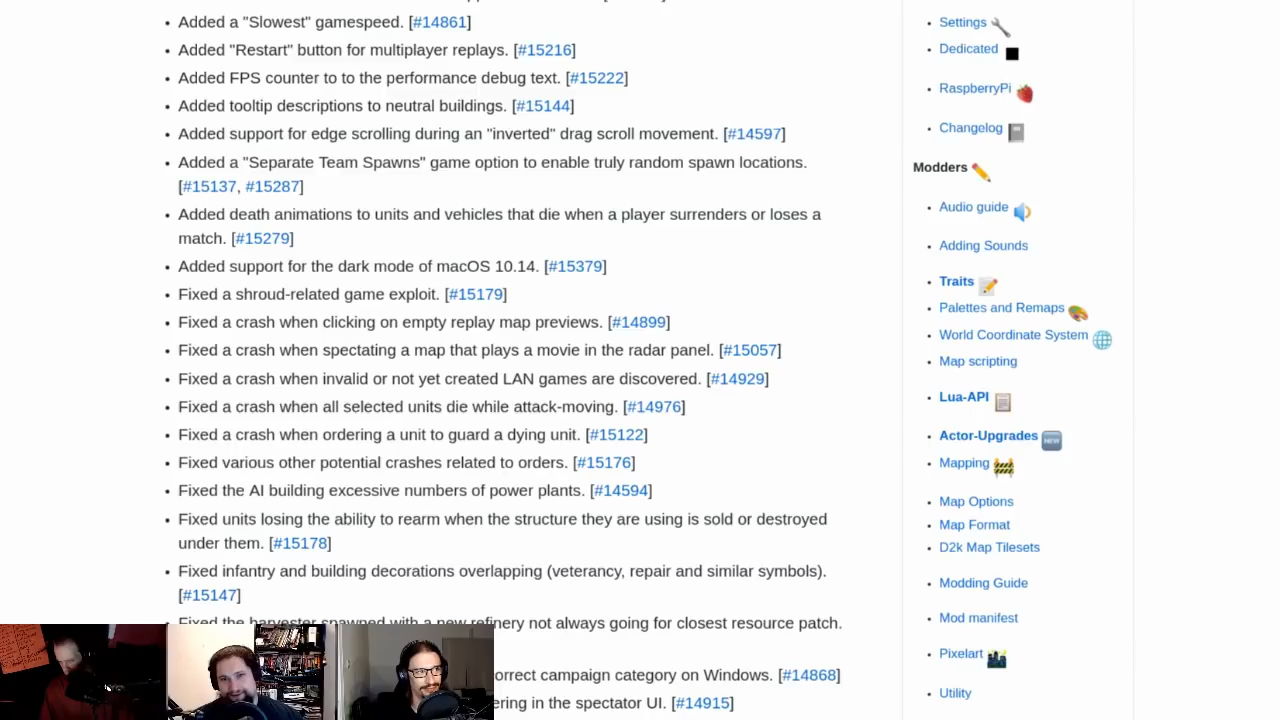 Added a "Slowest" gamespeed. [#14861]
Added "Restart" button for multiplayer replays. [#15216]
Added FPS counter to to the performance debug text. [#15222]
Added tooltip descriptions to neutral buildings. [#15144]
Added support for edge scrolling during an "inverted" drag scroll movement. [#14597]
Added a "Separate Team Spawns" game option to enable truly random spawn locations.
[#15137, #15287]
Added death animations to units and vehicles that die when a player surrenders or loses a
match. [#15279]
Added support for the dark mode of macOS 10.14. [#15379]
Fixed a shroud-related game exploit. [#15179]
Fixed a crash when clicking on empty replay map previews. [#14899]
Fixed a crash when spectating a map that plays a movie in the radar panel. [#15057]
Fixed a crash when invalid or not yet created LAN games are discovered. [#14929]
Fixed a crash when all selected units die while attack-moving. [#14976]
Fixed a crash when ordering a unit to guard a dying unit. [#15122]
Fixed various other potential crashes related to orders. [#15176]
Fixed the AI building excessive numbers of power plants. [#14594]
Fixed units losing the ability to rearm when the structure they are using is sold or destroyed
under them. [#15178]
Fixed infantry and building decorations overlapping (veterancy, repair and similar symbols).
[#15147]
Fixed the harvester spawned with a new refinery not always going for closest resource patch.
orrect campaign category on Windows. [#14868]
ering in the spectator UI. [#14915]
Settings
Dedicated
RaspberryPi
Changelog
Modders
Audio guide
Adding Sounds
Traits
Palettes and Remaps
World Coordinate System
Map scripting
Lua-API
Actor-Upgrades
NEW
Mapping
Map Options
Map Format
D2k Map Tilesets
Modding Guide
Mod manifest
Pixelart
Utility